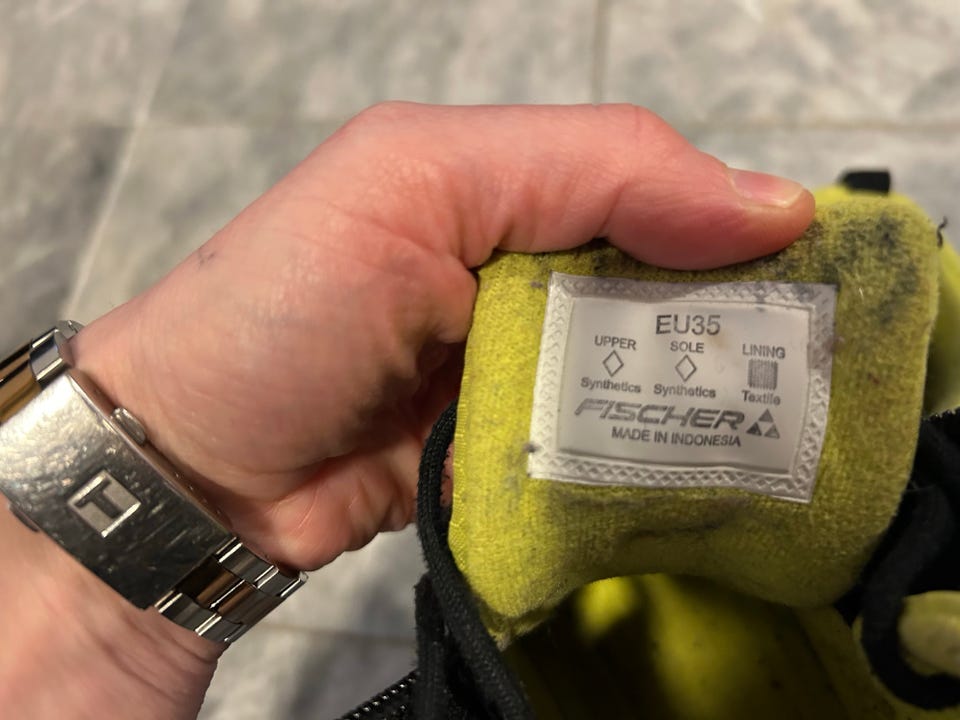 EU35
UPPER SOLE LINING
Synthetics Synthetics Textile
FISCHER
MADE IN INDONESIA
T